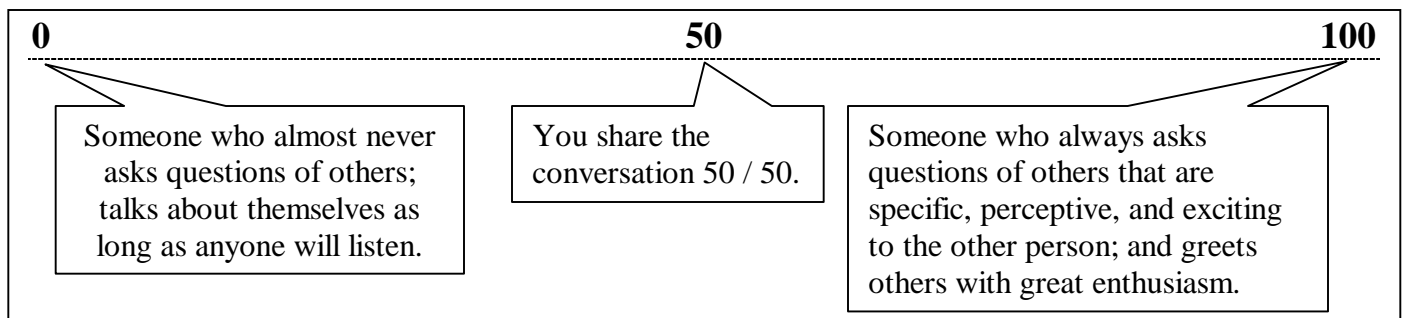 0 50 100
Someone who almost never
asks questions of others;
talks about themselves as
long as anyone will listen.
You share the
conversation 50 / 50.
Someone who always asks
questions of others that are
specific, perceptive, and exciting
to the other person; and greets
others with great enthusiasm.